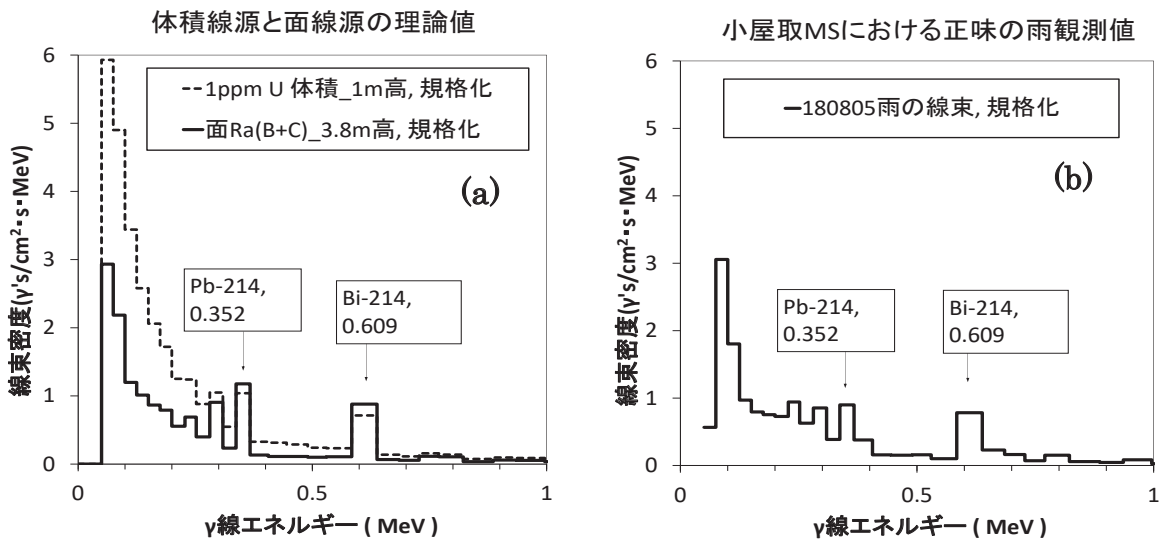 体積線源と面線源の理論値
線束密度(γ's/cm²・s・MeV)
6
5
4
3
2
1
0
1ppm U 体積_1m高, 規格化
面Ra(B+C)_3.8m高, 規格化
(a)
Pb-214,
0.352
Bi-214,
0.609
0
0.5
1
γ線エネルギー ( MeV )
小屋取MSにおける正味の雨観測値
線束密度(γ's/cm²・s・MeV)
6
5
4
3
2
1
0
180805雨の線束, 規格化
(b)
Pb-214,
0.352
Bi-214,
0.609
0
0.5
1
γ線エネルギー ( MeV )